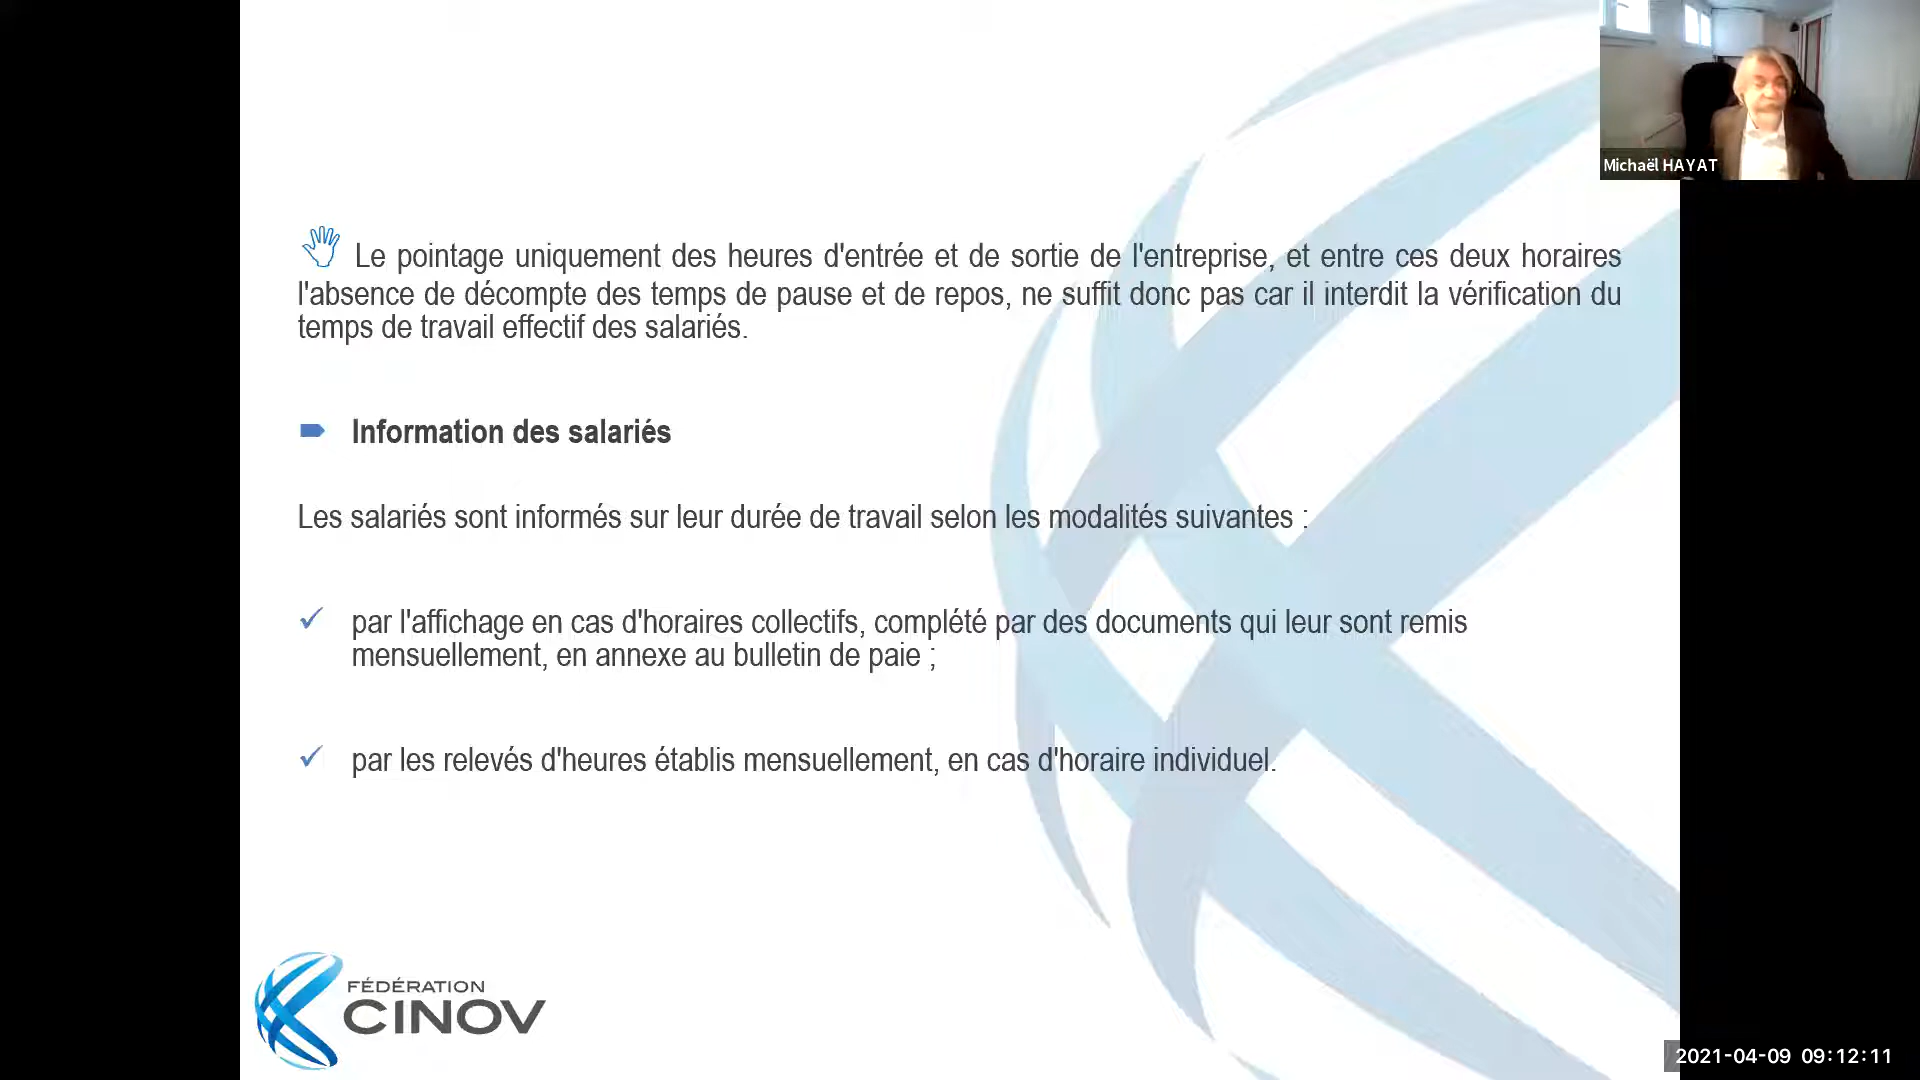 Michaël HAYAT
Le pointage uniquement des heures d'entrée et de sortie de l'entreprise, et entre ces deux horaires
l'absence de décompte des temps de pause et de repos, ne suffit donc pas car il interdit la vérification du
temps de travail effectif des salariés.
Information des salariés
Les salariés sont informés sur leur durée de travail selon les modalités suivantes :
par l'affichage en cas d'horaires collectifs, complété par des documents qui leur sont remis
mensuellement, en annexe au bulletin de paie ;
par les relevés d'heures établis mensuellement, en cas d'horaire individuel.
FÉDÉRATION
CINOV
2021-04-09 09:12:11